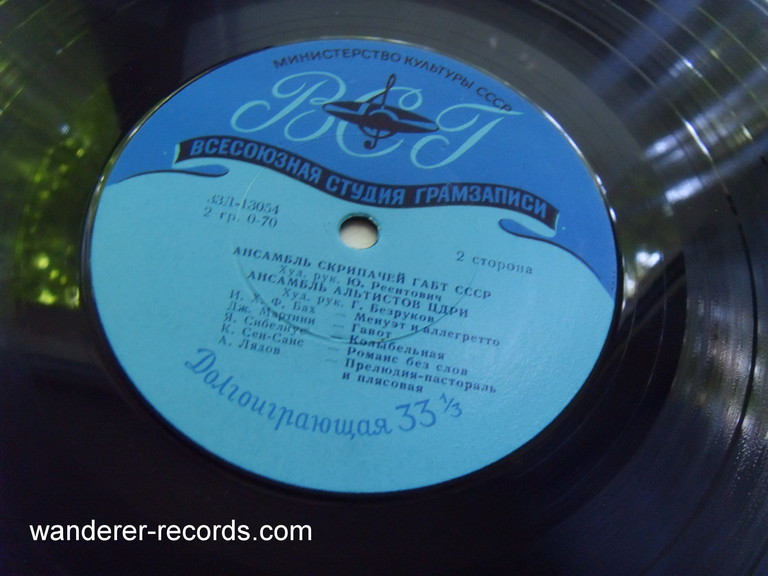 МИНИСТЕРСТВО КУЛЬТУРЫ СССР
ВСГ
ВСЕСОЮЗНАЯ СТУДИЯ ГРАМЗАПИСИ
33Д-13054
2 гр. 0-70
2 сторона
АНСАМБЛЬ СКРИПАЧЕЙ ГАБТ СССР
Худ. рук. Ю. Реентович
АНСАМБЛЬ АЛЬТИСТОВ ЦДРИ
Худ. рук. Г. Безруков
И. Х. Ф. Бах — Менуэт и аллегретто
Дж. Мартини — Гавот
Я. Сибелиус — Колыбельная
К. Сен-Санс — Романс без слов
А. Лядов — Прелюдия-пастораль
и плясовая
Долгоиграющая 33 1/3
wanderer-records.com